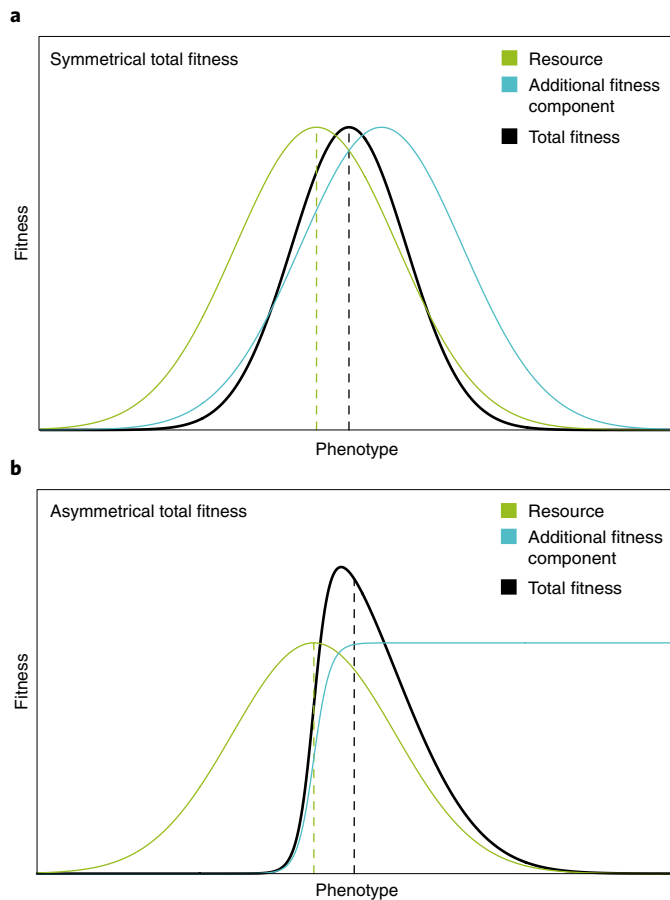 a
Symmetrical total fitness
Resource
Additional fitness
component
Total fitness
Fitness
Phenotype
b
Asymmetrical total fitness
Resource
Additional fitness
component
Total fitness
Fitness
Phenotype